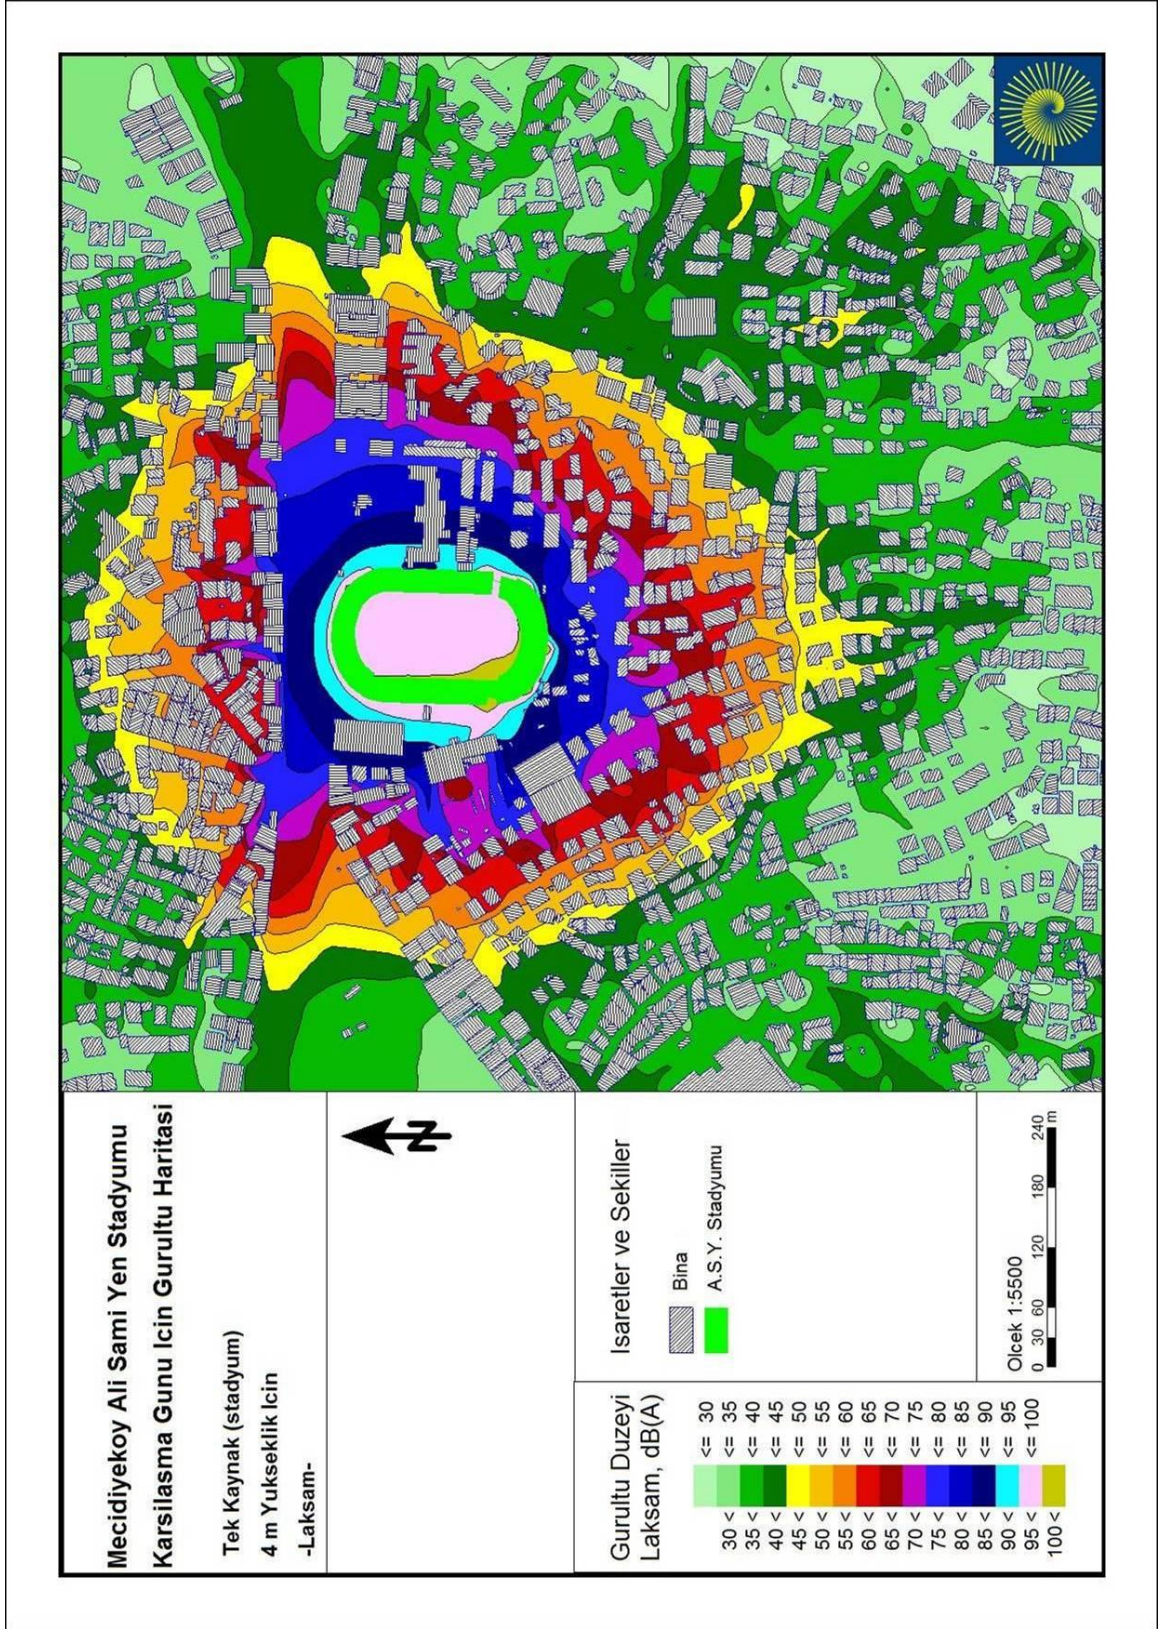 Mecidiyekoy Ali Sami Yen Stadyumu
Karsilasma Gunu Icin Gurultu Haritasi
Tek Kaynak (stadyum)
4 m Yukseklik Icin
-Laksam-
N
Isaretler ve Sekiller
Bina
A.S.Y. Stadyumu
Olcek 1:5500
0 30 60 120 180 240
m
Gurultu Duzeyi
Laksam, dB(A)
<= 30
30 < <= 35
35 < <= 40
40 < <= 45
45 < <= 50
50 < <= 55
55 < <= 60
60 < <= 65
65 < <= 70
70 < <= 75
75 < <= 80
80 < <= 85
85 < <= 90
90 < <= 95
95 < <= 100
100 <